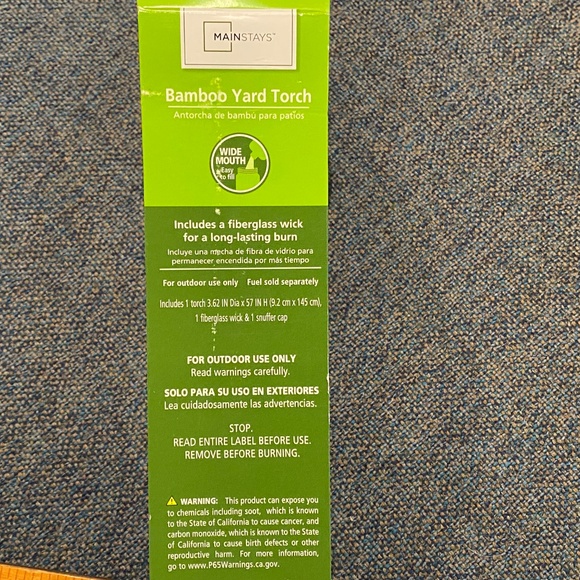 MAINSTAYS™
Bamboo Yard Torch
Antorcha de bambú para patios
WIDE
MOUTH
Easy
to fill
Includes a fiberglass wick
for a long-lasting burn
Incluye una mecha de fibra de vidrio para
permanecer encendida por más tiempo
For outdoor use only Fuel sold separately
Includes 1 torch 3.62 IN Dia x 57 IN H (9.2 cm x 145 cm),
1 fiberglass wick & 1 snuffer cap
FOR OUTDOOR USE ONLY
Read warnings carefully.
SOLO PARA SU USO EN EXTERIORES
Lea cuidadosamente las advertencias.
STOP.
READ ENTIRE LABEL BEFORE USE.
REMOVE BEFORE BURNING.
WARNING: This product can expose you
to chemicals including soot, which is known
to the State of California to cause cancer, and
carbon monoxide, which is known to the State
of California to cause birth defects or other
reproductive harm. For more information,
go to www.P65Warnings.ca.gov.